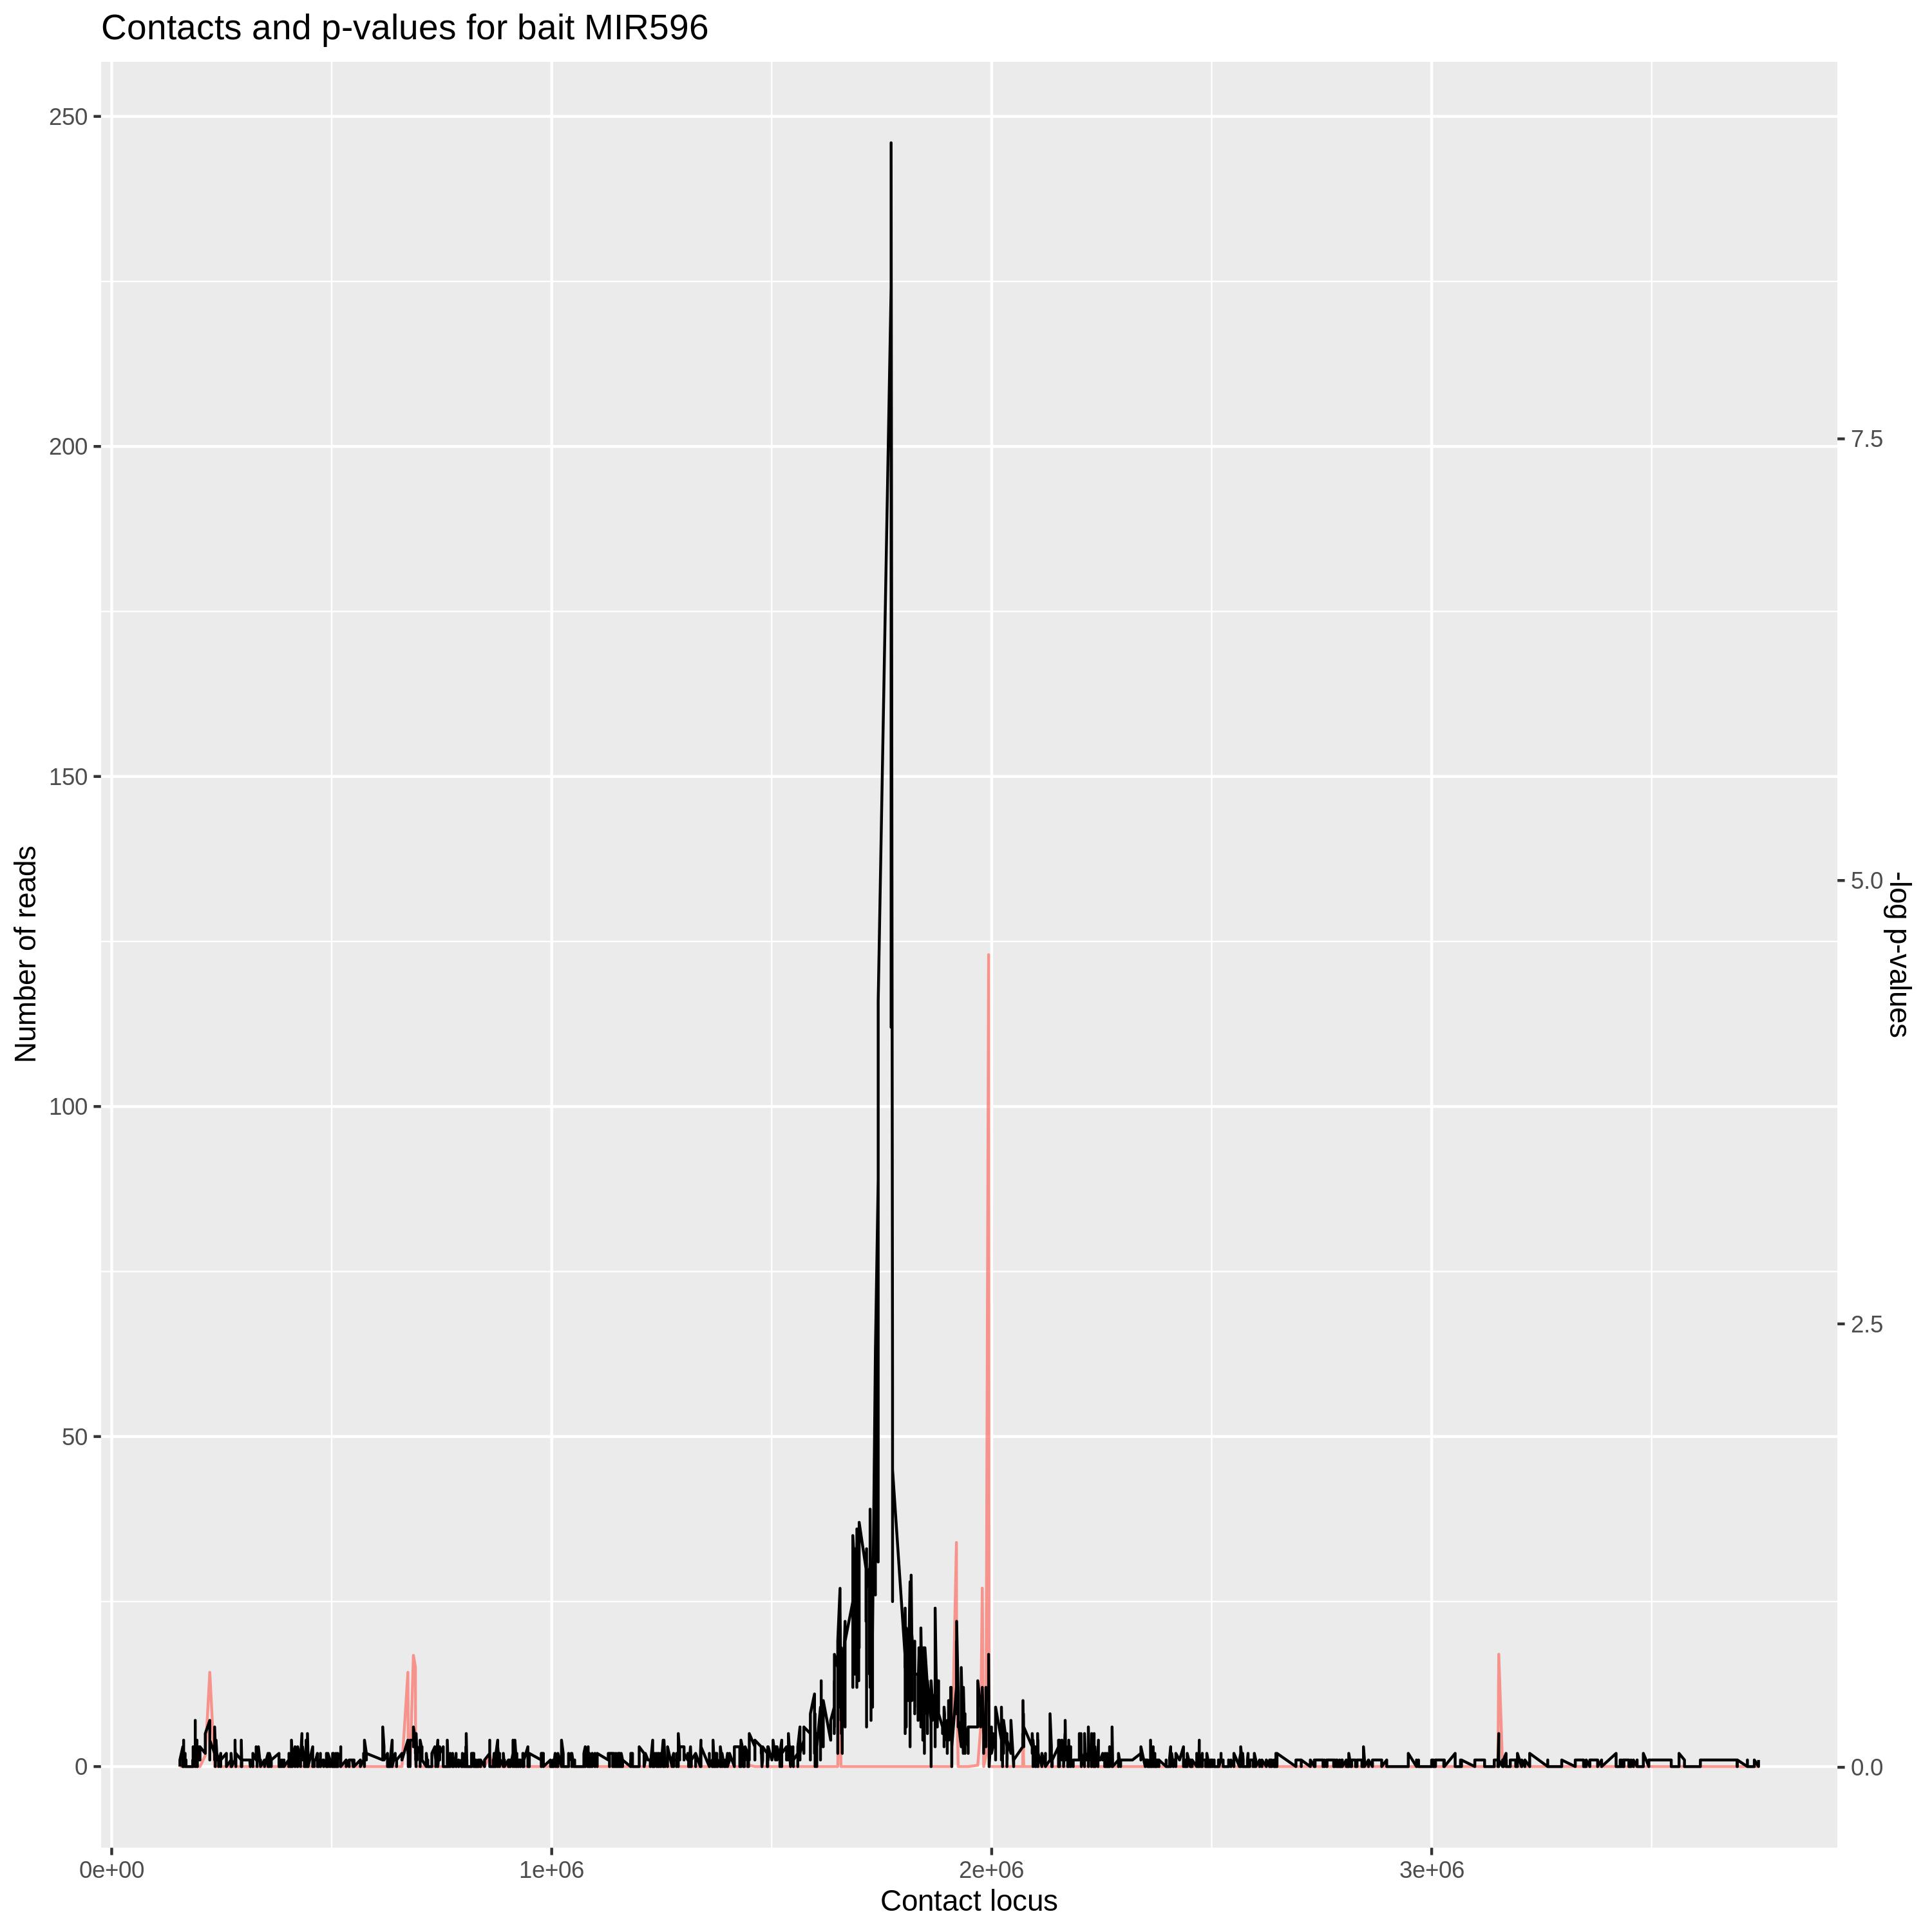 Contacts and p-values for bait MIR596
250
200
150
100
50
0
7.5
5.0
2.5
0.0
Number of reads
-log p-values
0e+00
1e+06
2e+06
3e+06
Contact locus